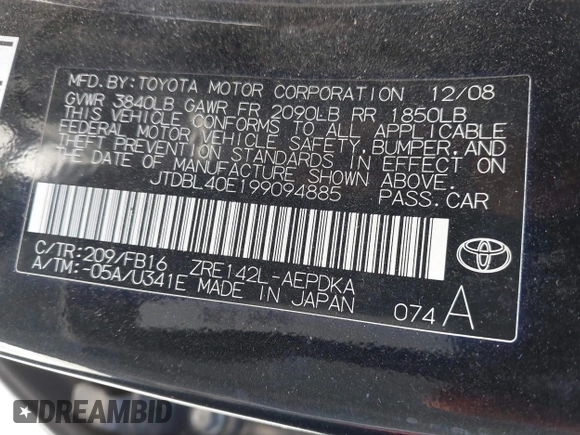 MFD. BY: TOYOTA MOTOR CORPORATION 12/08
GVWR 3840LB GAWR FR 2090LB RR 1850LB
THIS VEHICLE CONFORMS TO ALL APPLICABLE
FEDERAL MOTOR VEHICLE SAFETY, BUMPER, AND
THEFT PREVENTION STANDARDS IN EFFECT ON
THE DATE OF MANUFACTURE SHOWN ABOVE.
JTDBL40E199094885 PASS. CAR
C/TR: 209/FB16 ZRE142L-AEPDKA
A/TM: -05A/U341E MADE IN JAPAN 074A
TOYOTA
DREAMBID